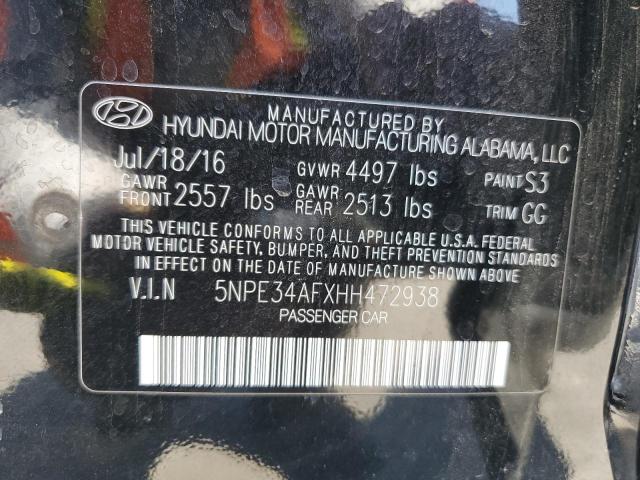 MANUFACTURED BY
HYUNDAI MOTOR MANUFACTURING ALABAMA, LLC
Jul/18/16 GVWR 4497 lbs PAINT S3
GAWR FRONT 2557 lbs GAWR REAR 2513 lbs TRIM GG
THIS VEHICLE CONFORMS TO ALL APPLICABLE U.S.A. FEDERAL
MOTOR VEHICLE SAFETY, BUMPER, AND THEFT PREVENTION STANDARDS
IN EFFECT ON THE DATE OF MANUFACTURE SHOWN ABOVE.
V.I.N 5NPE34AFXHH472938
PASSENGER CAR